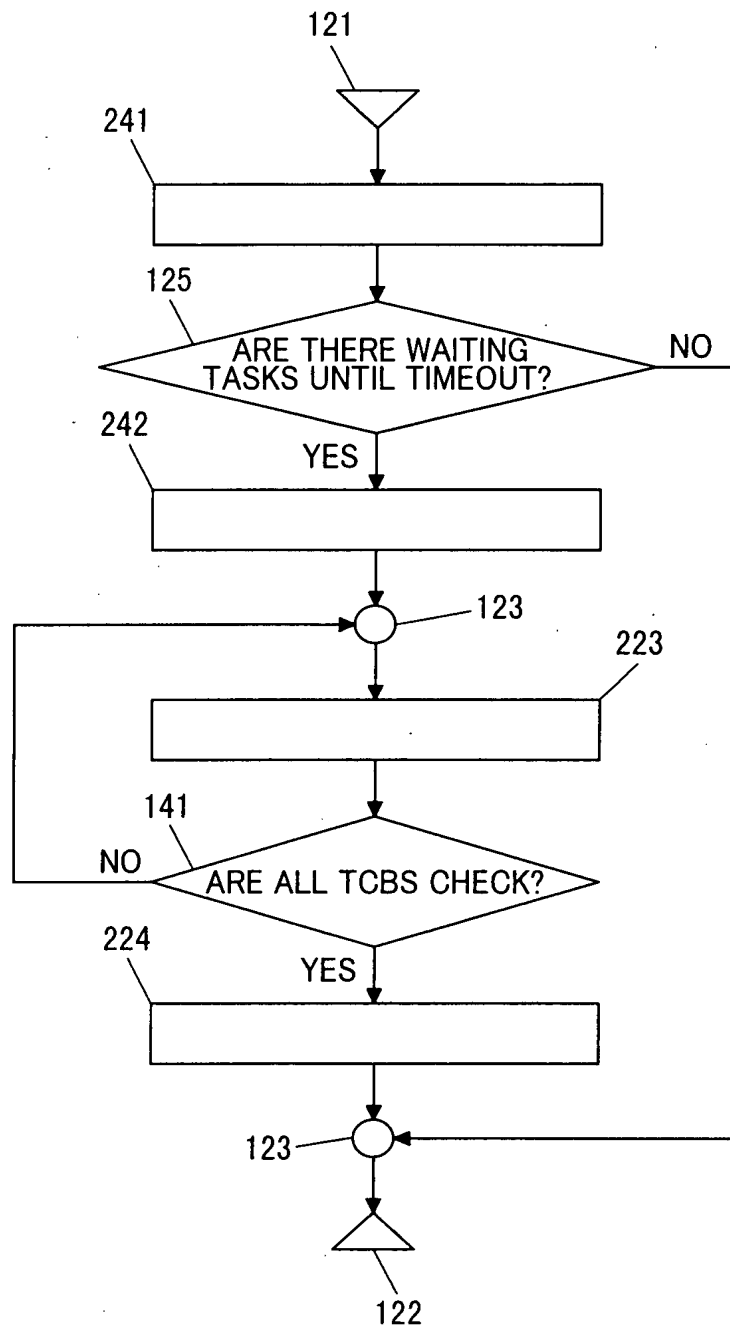 121
241
125
ARE THERE WAITING
TASKS UNTIL TIMEOUT?
NO
242
YES
123
223
141
NO
ARE ALL TCBS CHECK?
224
YES
123
122